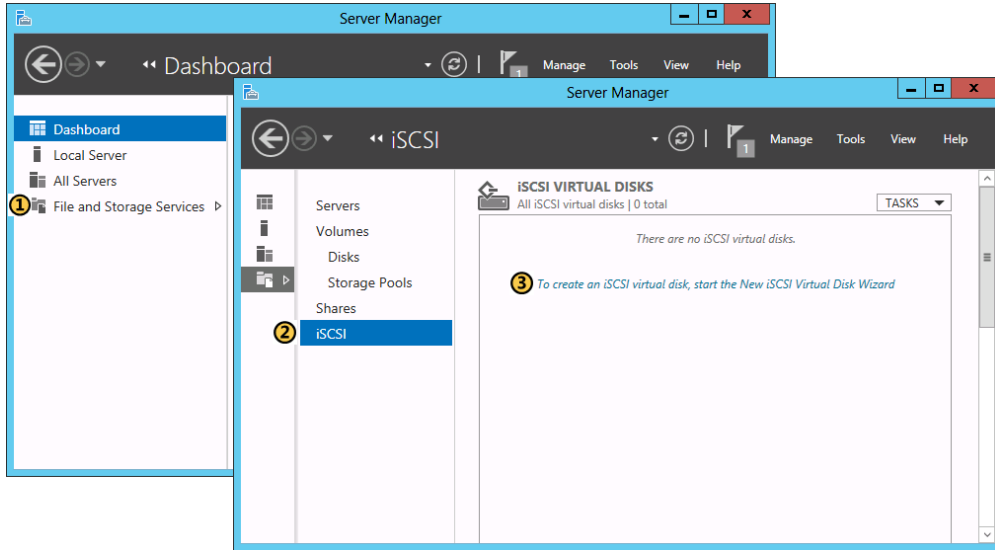 Server Manager
Dashboard
1
Manage Tools View Help
Dashboard
Local Server
All Servers
1 File and Storage Services
Server Manager
iSCSI
1
Manage Tools View Help
Servers
Volumes
Disks
Storage Pools
Shares
2 iSCSI
iSCSI VIRTUAL DISKS
All iSCSI virtual disks | 0 total
TASKS
There are no iSCSI virtual disks.
3 To create an iSCSI virtual disk, start the New iSCSI Virtual Disk Wizard